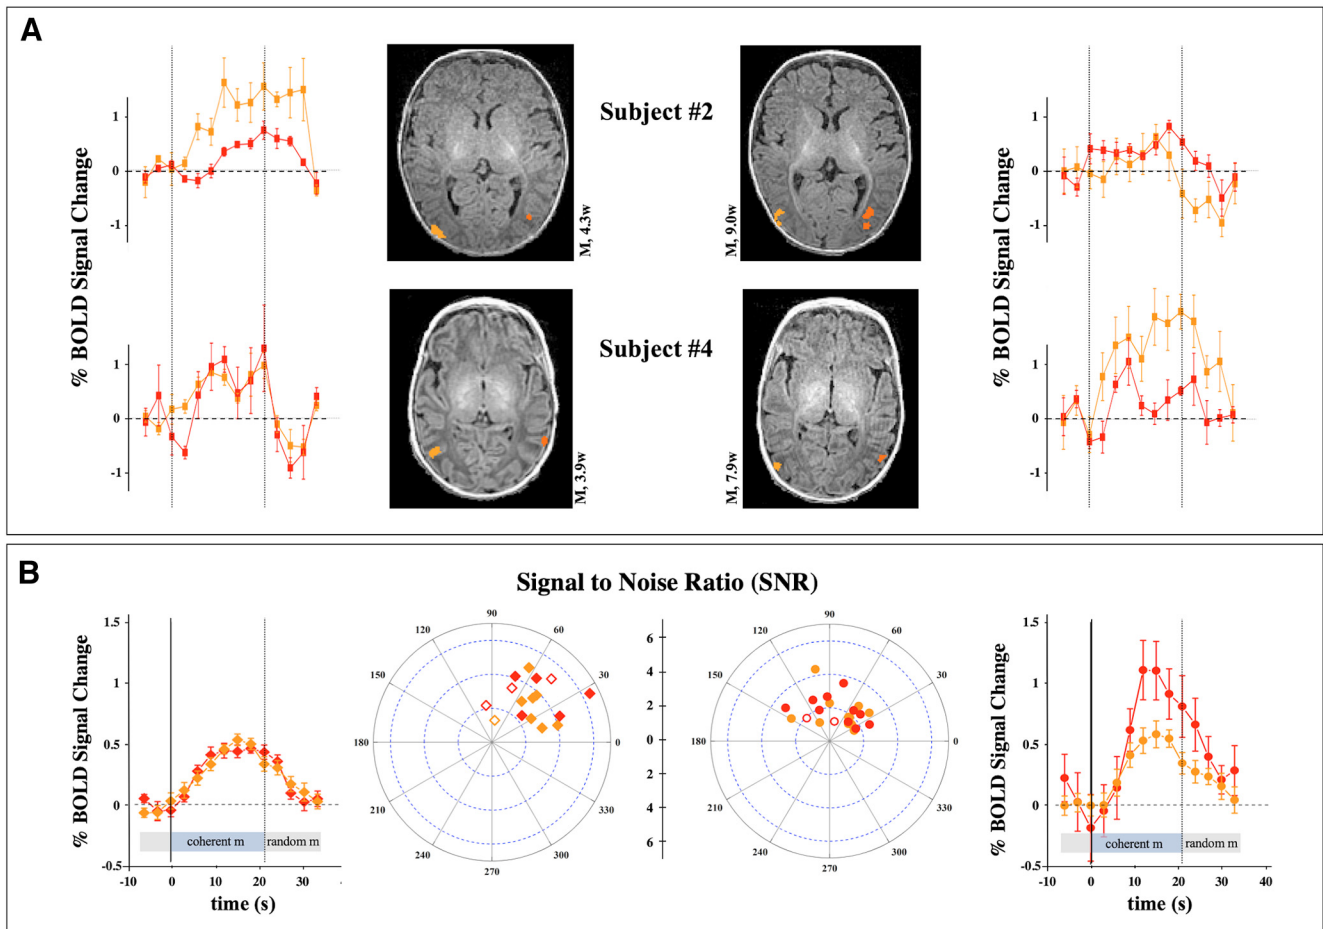 A
Subject #2
% BOLD Signal Change
1
0
-1
M, 4.3w
M, 9.0w
% BOLD Signal Change
1
0
-1
Subject #4
1
0
-1
M, 3.9w
M, 7.9w
1
0
-1
B
Signal to Noise Ratio (SNR)
% BOLD Signal Change
1.5
1
0.5
0
-0.5
coherent m
random m
-10 0 10 20 30
time (s)
90
120 60
150 30
180 0
210 330
240 300
270
6
4
2
0
2
4
6
90
120 60
150 30
180 0
210 330
240 300
270
% BOLD Signal Change
1.5
1
0.5
0
-0.5
coherent m
random m
-10 0 10 20 30 40
time (s)